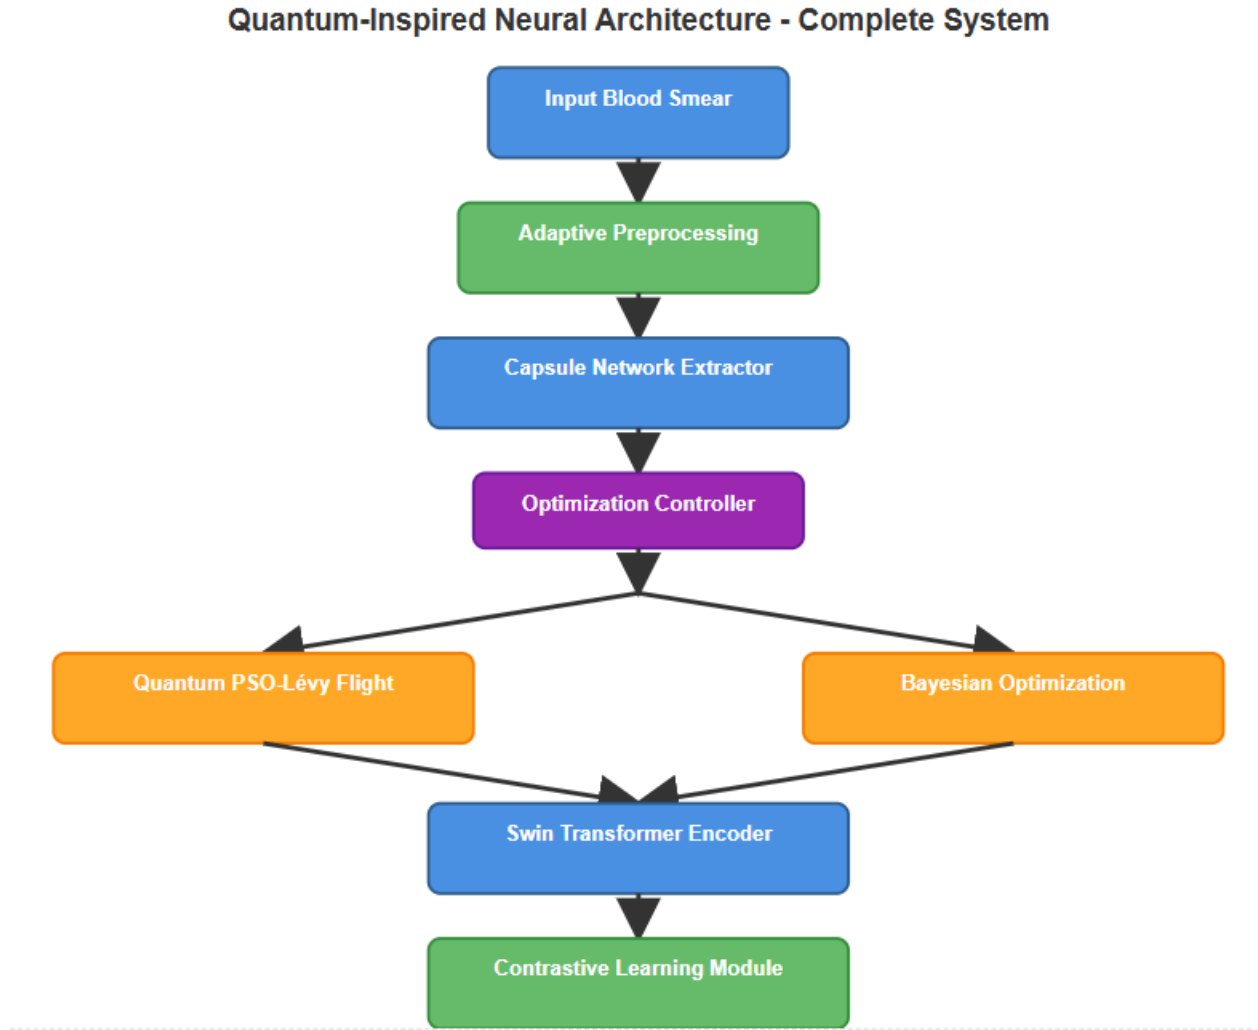 Quantum-Inspired Neural Architecture - Complete System
Input Blood Smear
Adaptive Preprocessing
Capsule Network Extractor
Optimization Controller
Quantum PSO-Lévy Flight
Bayesian Optimization
Swin Transformer Encoder
Contrastive Learning Module